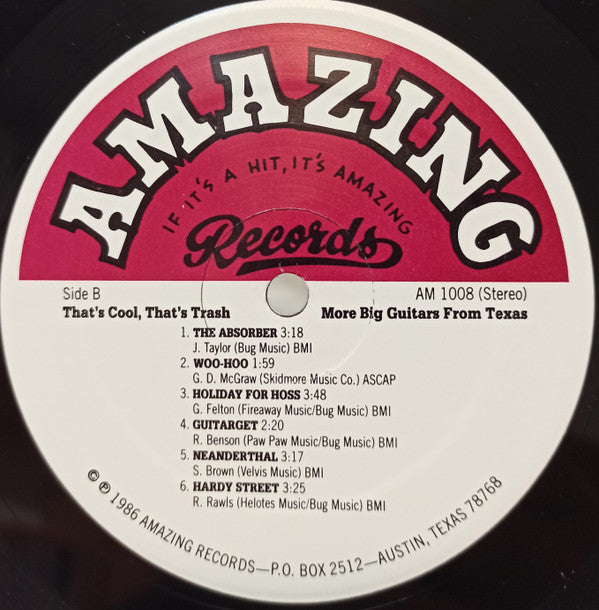 AMAZING
IF IT'S A HIT, IT'S AMAZING
Records
Side B
AM 1008 (Stereo)
That's Cool, That's Trash
More Big Guitars From Texas
1. THE ABSORBER 3:18
J. Taylor (Bug Music) BMI
2. WOO-HOO 1:59
G. D. McGraw (Skidmore Music Co.) ASCAP
3. HOLIDAY FOR HOSS 3:48
G. Felton (Fireaway Music/Bug Music) BMI
4. GUITARGET 2:20
R. Benson (Paw Paw Music/Bug Music) BMI
5. NEANDERTHAL 3:17
S. Brown (Velvis Music) BMI
6. HARDY STREET 3:25
R. Rawls (Helotes Music/Bug Music) BMI
© ℗ 1986 AMAZING RECORDS—P.O. BOX 2512—AUSTIN, TEXAS 78768